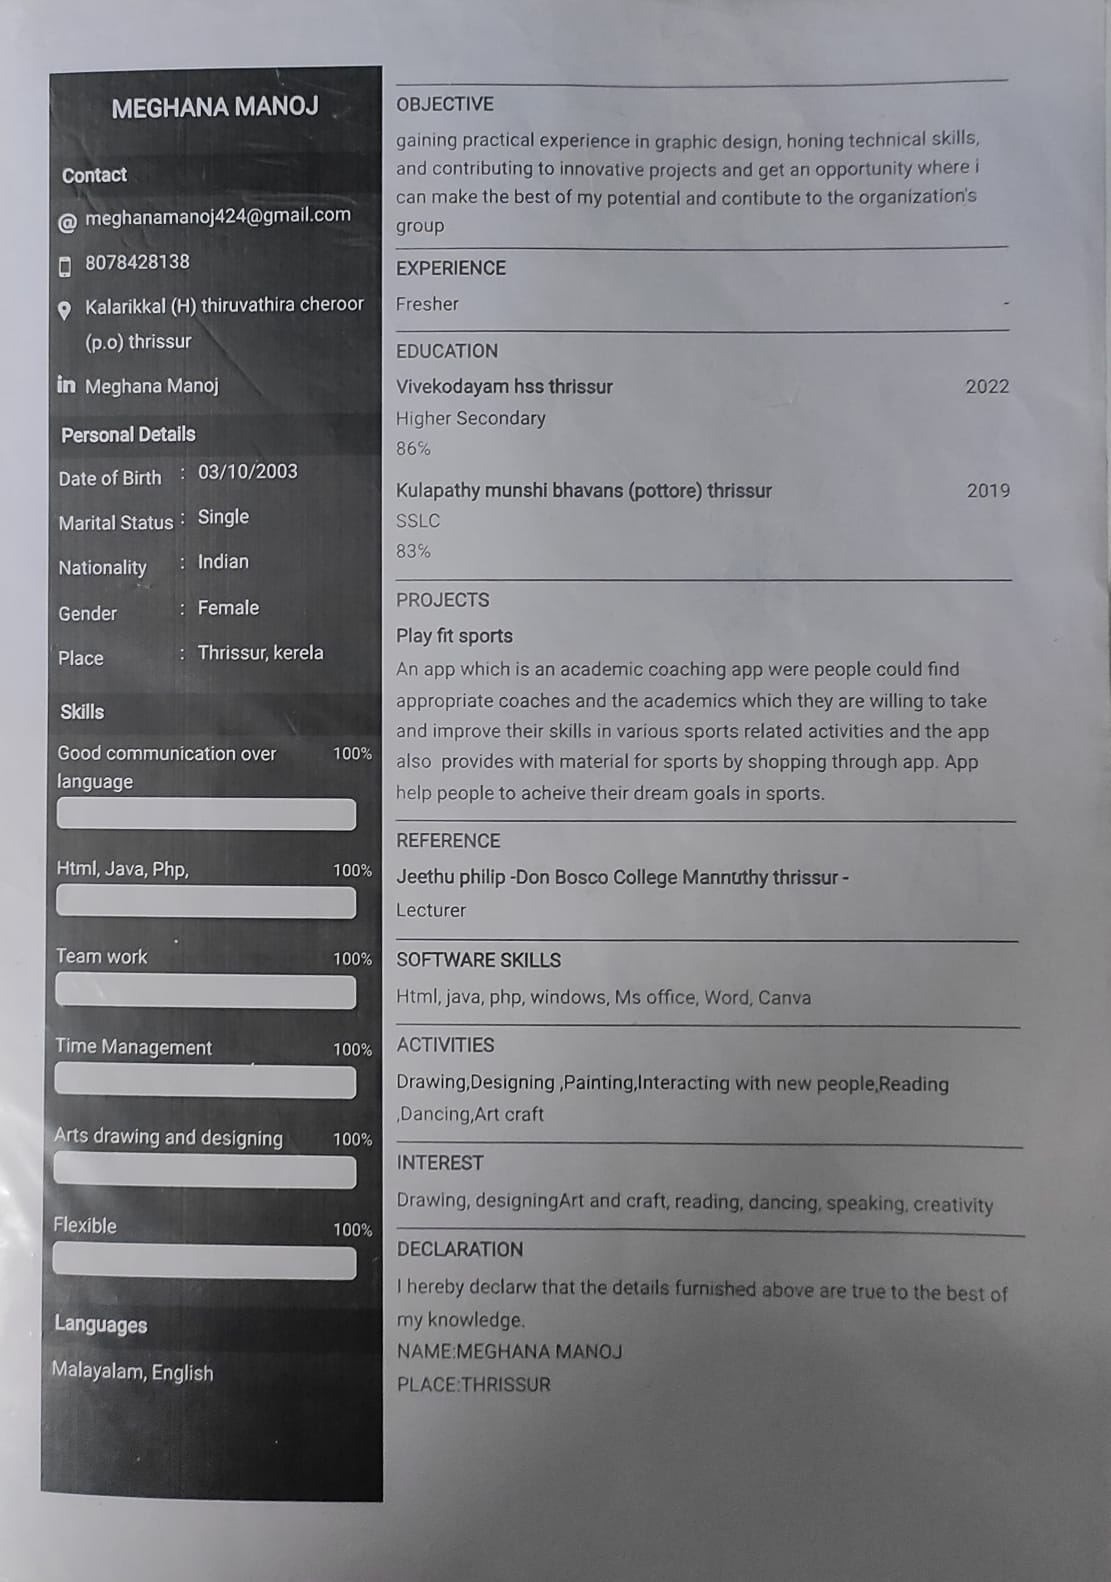 MEGHANA MANOJ
Contact
@ meghanamanoj424@gmail.com
8078428138
Kalarikkal (H) thiruvathira cheroor
(p.o) thrissur
in Meghana Manoj
Personal Details
Date of Birth : 03/10/2003
Marital Status : Single
Nationality : Indian
Gender : Female
Place : Thrissur, kerela
Skills
Good communication over 100%
language
Html, Java, Php, 100%
Team work 100%
Time Management 100%
Arts drawing and designing 100%
Flexible 100%
Languages
Malayalam, English
OBJECTIVE
gaining practical experience in graphic design, honing technical skills,
and contributing to innovative projects and get an opportunity where i
can make the best of my potential and contibute to the organization's
group
EXPERIENCE
Fresher -
EDUCATION
Vivekodayam hss thrissur 2022
Higher Secondary
86%
Kulapathy munshi bhavans (pottore) thrissur 2019
SSLC
83%
PROJECTS
Play fit sports
An app which is an academic coaching app were people could find
appropriate coaches and the academics which they are willing to take
and improve their skills in various sports related activities and the app
also provides with material for sports by shopping through app. App
help people to acheive their dream goals in sports.
REFERENCE
Jeethu philip -Don Bosco College Mannuthy thrissur -
Lecturer
SOFTWARE SKILLS
Html, java, php, windows, Ms office, Word, Canva
ACTIVITIES
Drawing,Designing ,Painting,Interacting with new people,Reading
,Dancing,Art craft
INTEREST
Drawing, designingArt and craft, reading, dancing, speaking, creativity
DECLARATION
I hereby declarw that the details furnished above are true to the best of
my knowledge.
NAME:MEGHANA MANOJ
PLACE:THRISSUR